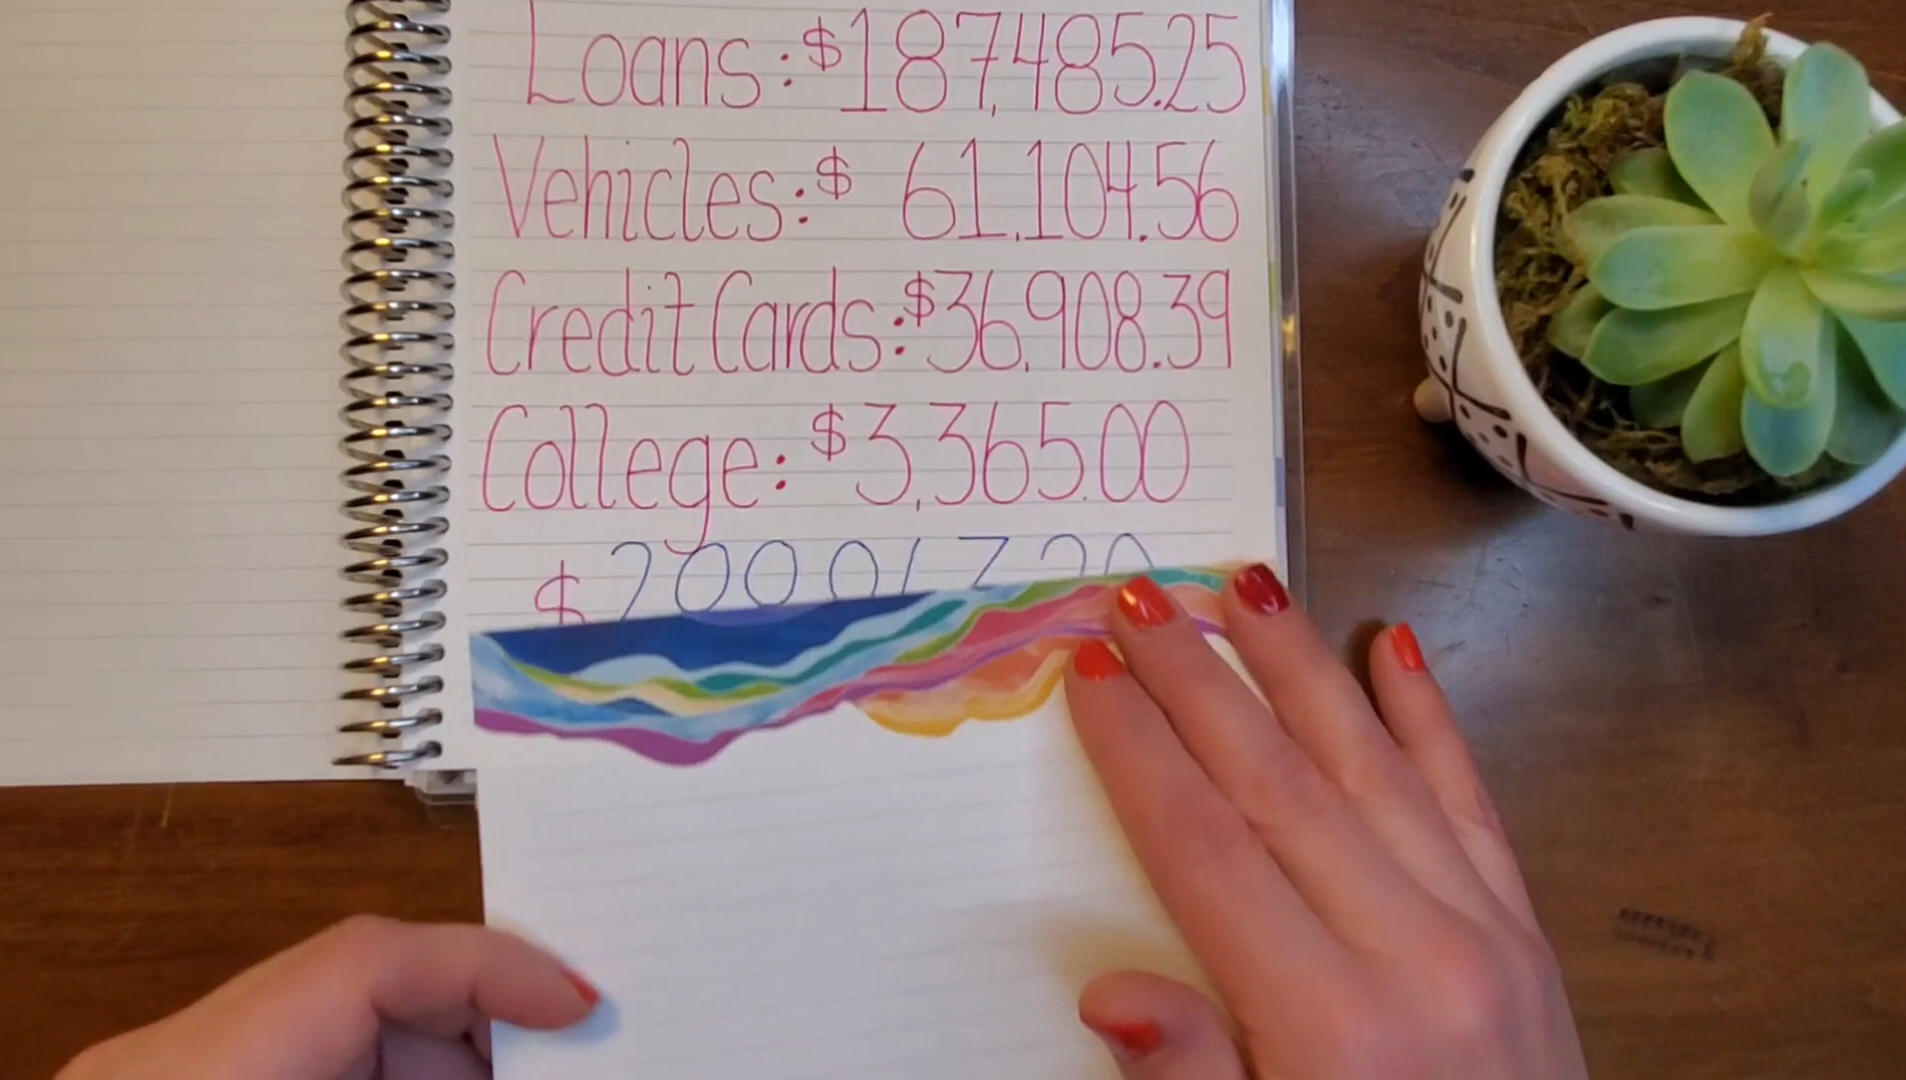 Loans: $187,485.25
Vehicles: $ 61,104.56
Credit Cards: $36,908.39
College: $3,365.00
$